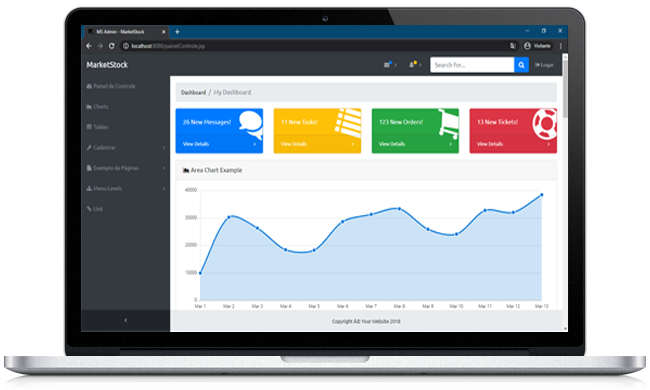 MS Admin - MarketStock
localhost:8080/painelControle.jsp
Visitante
MarketStock
Search for...
Logar
Painel de Controle
Charts
Tables
Cadastrar
Exemplo de Páginas
Menu Levels
Link
Dashboard / My Dashboard
26 New Messages!
11 New Tasks!
123 New Orders!
13 New Tickets!
View Details
View Details
View Details
View Details
Area Chart Example
40000
30000
20000
10000
0
Mar 1 Mar 2 Mar 3 Mar 4 Mar 5 Mar 6 Mar 7 Mar 8 Mar 9 Mar 10 Mar 11 Mar 12 Mar 13
Copyright Â© Your Website 2018